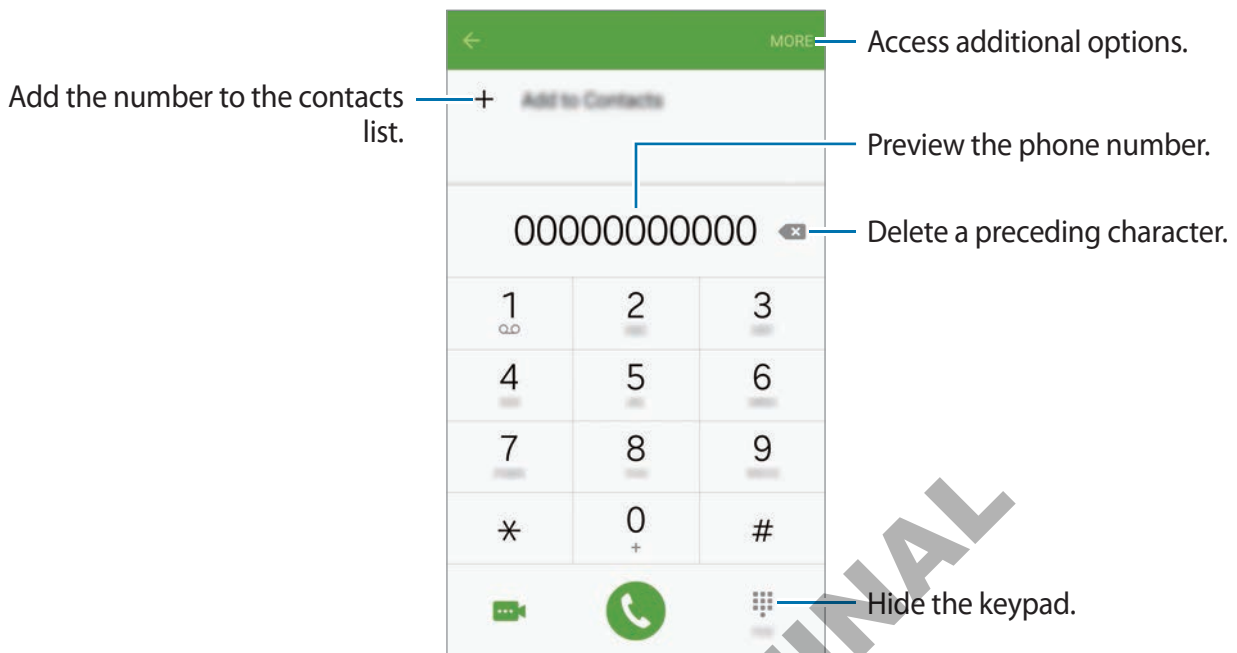 MORE
Access additional options.
Add the number to the contacts
list.
Add to Contacts
Preview the phone number.
00000000000
Delete a preceding character.
1 2 3
4 5 6
7 8 9
* 0 #
+
Hide the keypad.